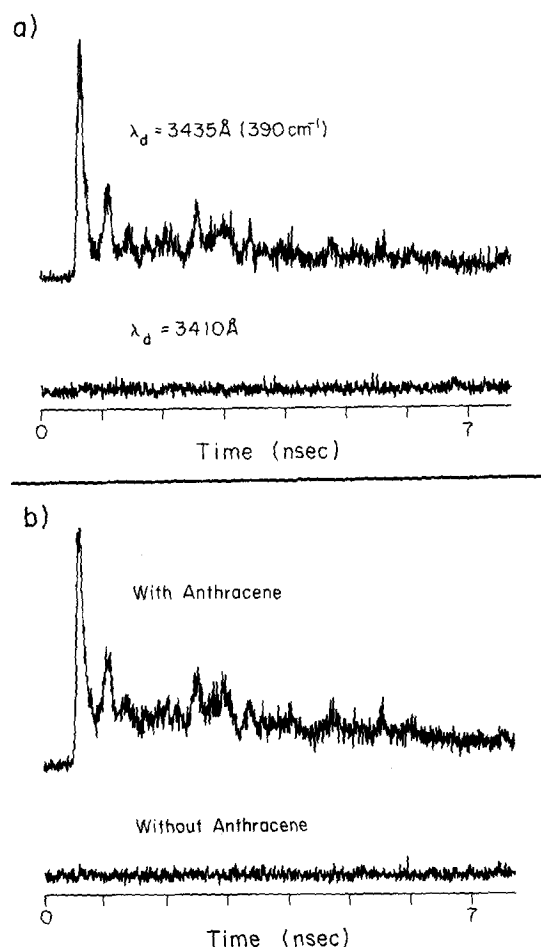 a)
λd = 3435Å (390 cm⁻¹)
λd = 3410Å
0 7
Time (nsec)
b)
With Anthracene
Without Anthracene
0 7
Time (nsec)